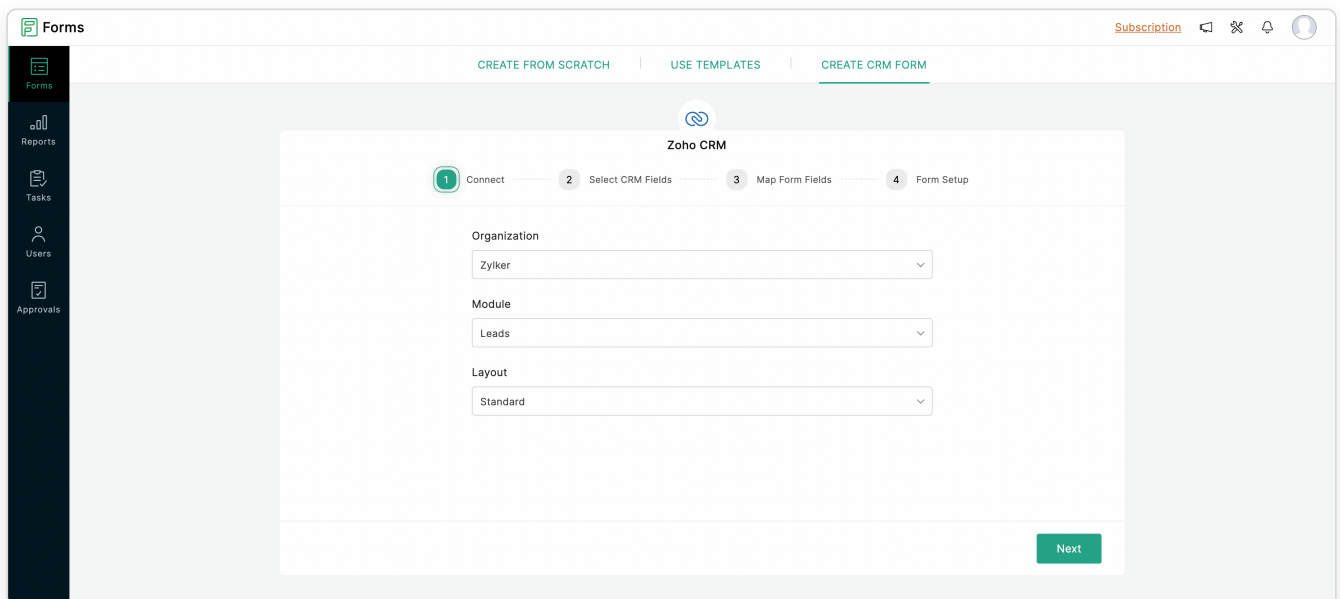 Forms
Subscription
Forms
Reports
Tasks
Users
Approvals
CREATE FROM SCRATCH
USE TEMPLATES
CREATE CRM FORM
Zoho CRM
1 Connect 2 Select CRM Fields 3 Map Form Fields 4 Form Setup
Organization
Zylker
Module
Leads
Layout
Standard
Next